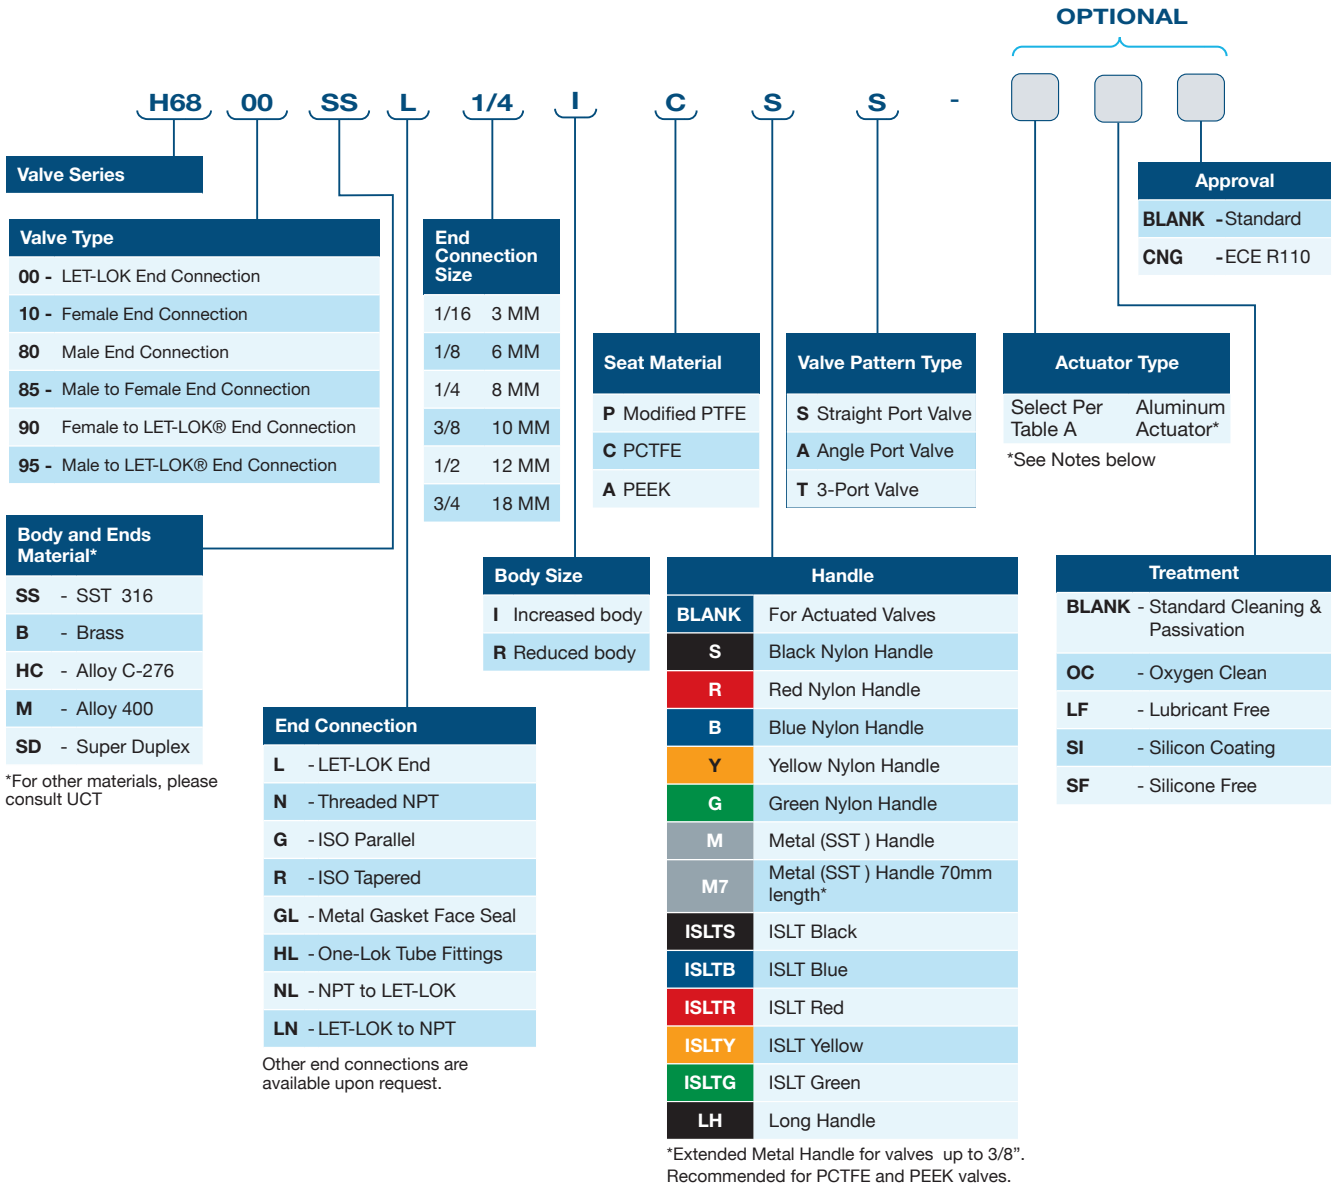 OPTIONAL
H68 00 SS L 1/4 I C S S -
Valve Series
Valve Type
00 - LET-LOK End Connection
10 - Female End Connection
80 Male End Connection
85 - Male to Female End Connection
90 Female to LET-LOK® End Connection
95 - Male to LET-LOK® End Connection
Body and Ends
Material*
SS - SST 316
B - Brass
HC - Alloy C-276
M - Alloy 400
SD - Super Duplex
*For other materials, please
consult UCT
End Connection
L - LET-LOK End
N - Threaded NPT
G - ISO Parallel
R - ISO Tapered
GL - Metal Gasket Face Seal
HL - One-Lok Tube Fittings
NL - NPT to LET-LOK
LN - LET-LOK to NPT
Other end connections are
available upon request.
End
Connection
Size
1/16 3 MM
1/8 6 MM
1/4 8 MM
3/8 10 MM
1/2 12 MM
3/4 18 MM
Body Size
I Increased body
R Reduced body
Seat Material
P Modified PTFE
C PCTFE
A PEEK
Handle
BLANK For Actuated Valves
S Black Nylon Handle
R Red Nylon Handle
B Blue Nylon Handle
Y Yellow Nylon Handle
G Green Nylon Handle
M Metal (SST ) Handle
M7 Metal (SST ) Handle 70mm
length*
ISLTS ISLT Black
ISLTB ISLT Blue
ISLTR ISLT Red
ISLTY ISLT Yellow
ISLTG ISLT Green
LH Long Handle
*Extended Metal Handle for valves up to 3/8”.
Recommended for PCTFE and PEEK valves.
Valve Pattern Type
S Straight Port Valve
A Angle Port Valve
T 3-Port Valve
Actuator Type
Select Per Aluminum
Table A Actuator*
*See Notes below
Treatment
BLANK - Standard Cleaning &
Passivation
OC - Oxygen Clean
LF - Lubricant Free
SI - Silicon Coating
SF - Silicone Free
Approval
BLANK - Standard
CNG - ECE R110